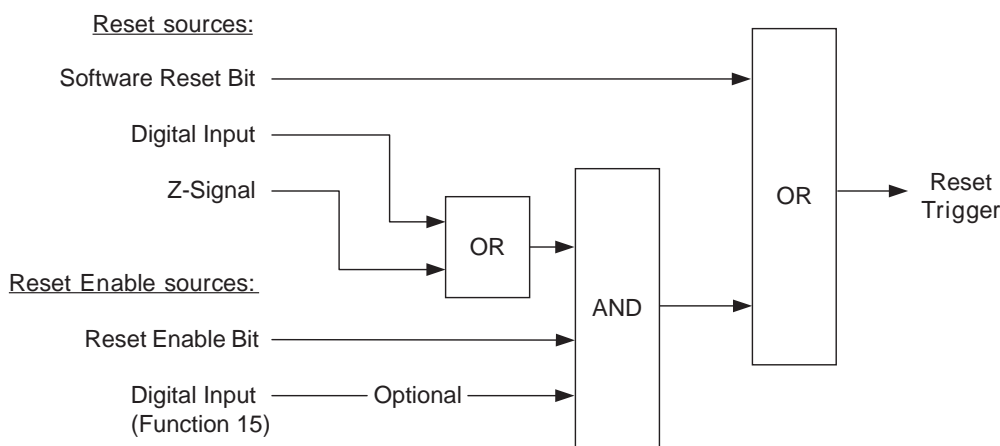 Reset sources:
Software Reset Bit
Digital Input
Z-Signal
OR
Reset Enable sources:
Reset Enable Bit
Digital Input
(Function 15)
Optional
AND
OR
Reset
Trigger